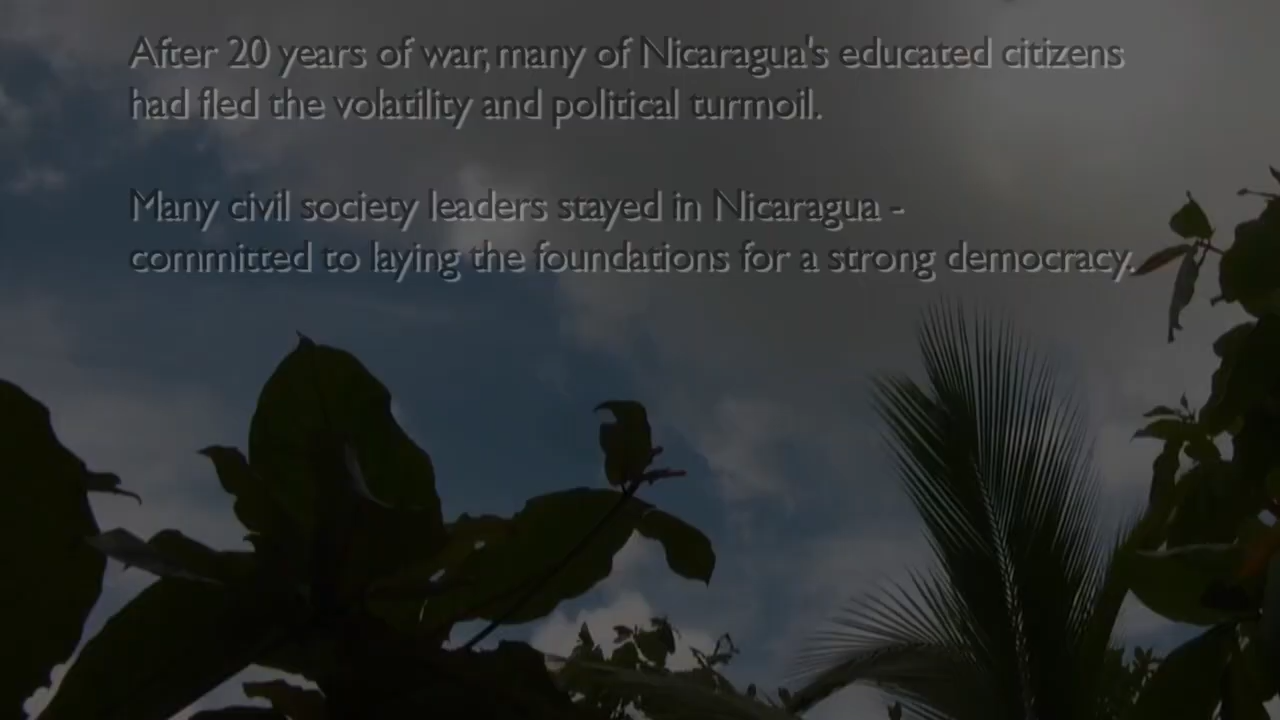 After 20 years of war, many of Nicaragua's educated citizens
had fled the volatility and political turmoil.
Many civil society leaders stayed in Nicaragua -
committed to laying the foundations for a strong democracy.